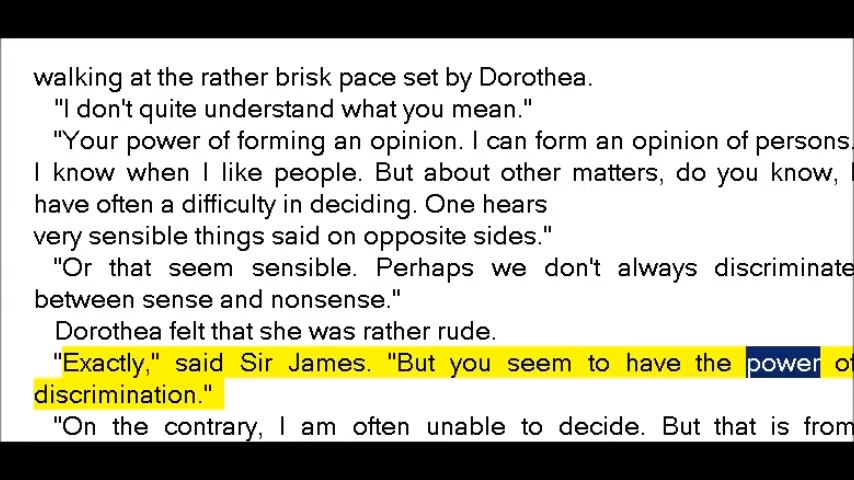 walking at the rather brisk pace set by Dorothea.
"I don't quite understand what you mean."
"Your power of forming an opinion. I can form an opinion of persons.
I know when I like people. But about other matters, do you know, I
have often a difficulty in deciding. One hears
very sensible things said on opposite sides."
"Or that seem sensible. Perhaps we don't always discriminate
between sense and nonsense."
Dorothea felt that she was rather rude.
"Exactly," said Sir James. "But you seem to have the power of
discrimination."
"On the contrary, I am often unable to decide. But that is from